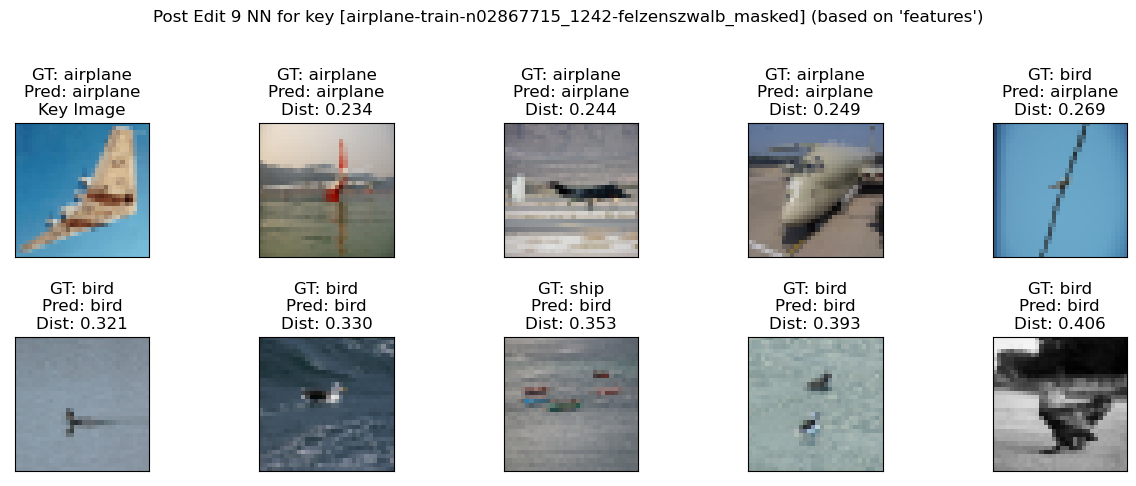 Post Edit 9 NN for key [airplane-train-n02867715_1242-felzenszwalb_masked] (based on 'features')
GT: airplane
Pred: airplane
Key Image
GT: airplane
Pred: airplane
Dist: 0.234
GT: airplane
Pred: airplane
Dist: 0.244
GT: airplane
Pred: airplane
Dist: 0.249
GT: bird
Pred: airplane
Dist: 0.269
GT: bird
Pred: bird
Dist: 0.321
GT: bird
Pred: bird
Dist: 0.330
GT: ship
Pred: bird
Dist: 0.353
GT: bird
Pred: bird
Dist: 0.393
GT: bird
Pred: bird
Dist: 0.406